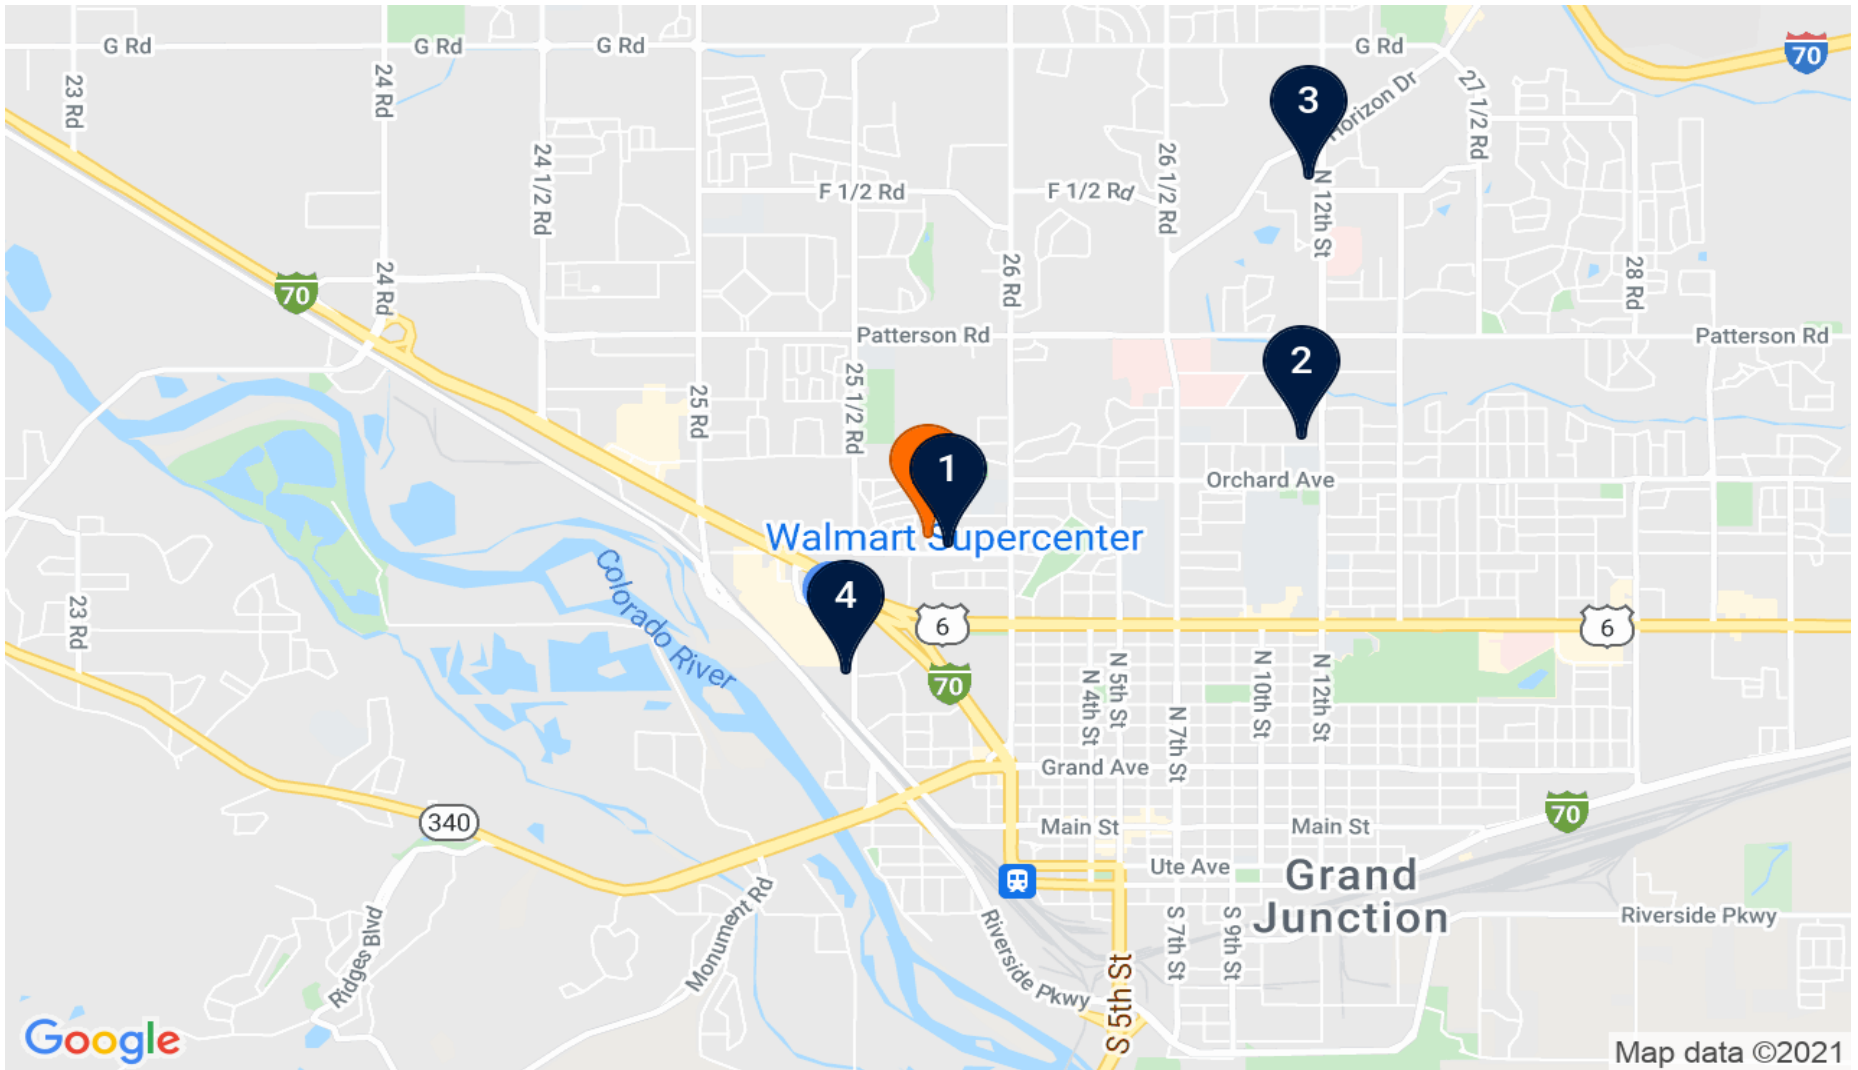 G Rd
G Rd
G Rd
G Rd
70
23 Rd
24 Rd
3
Horizon Dr
27 1/2 Rd
24 1/2 Rd
26 1/2 Rd
F 1/2 Rd
F 1/2 Rd
N 12th St
24 Rd
26 Rd
28 Rd
70
Patterson Rd
Patterson Rd
2
25 Rd
25 1/2 Rd
1
Orchard Ave
Walmart Supercenter
Colorado River
4
6
6
23 Rd
70
N 4th St
N 5th St
N 7th St
N 10th St
N 12th St
Grand Ave
340
Main St
Main St
70
Ute Ave
Grand
Junction
Ridges Blvd
Monument Rd
Riverside Pkwy
S 5th St
S 7th St
S 9th St
Riverside Pkwy
Google
Map data ©2021